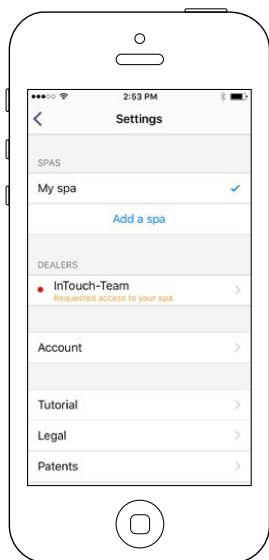 2:53 PM
Settings
SPAS
My spa
Add a spa
DEALERS
InTouch-Team
Requested access to your spa
Account
Tutorial
Legal
Patents